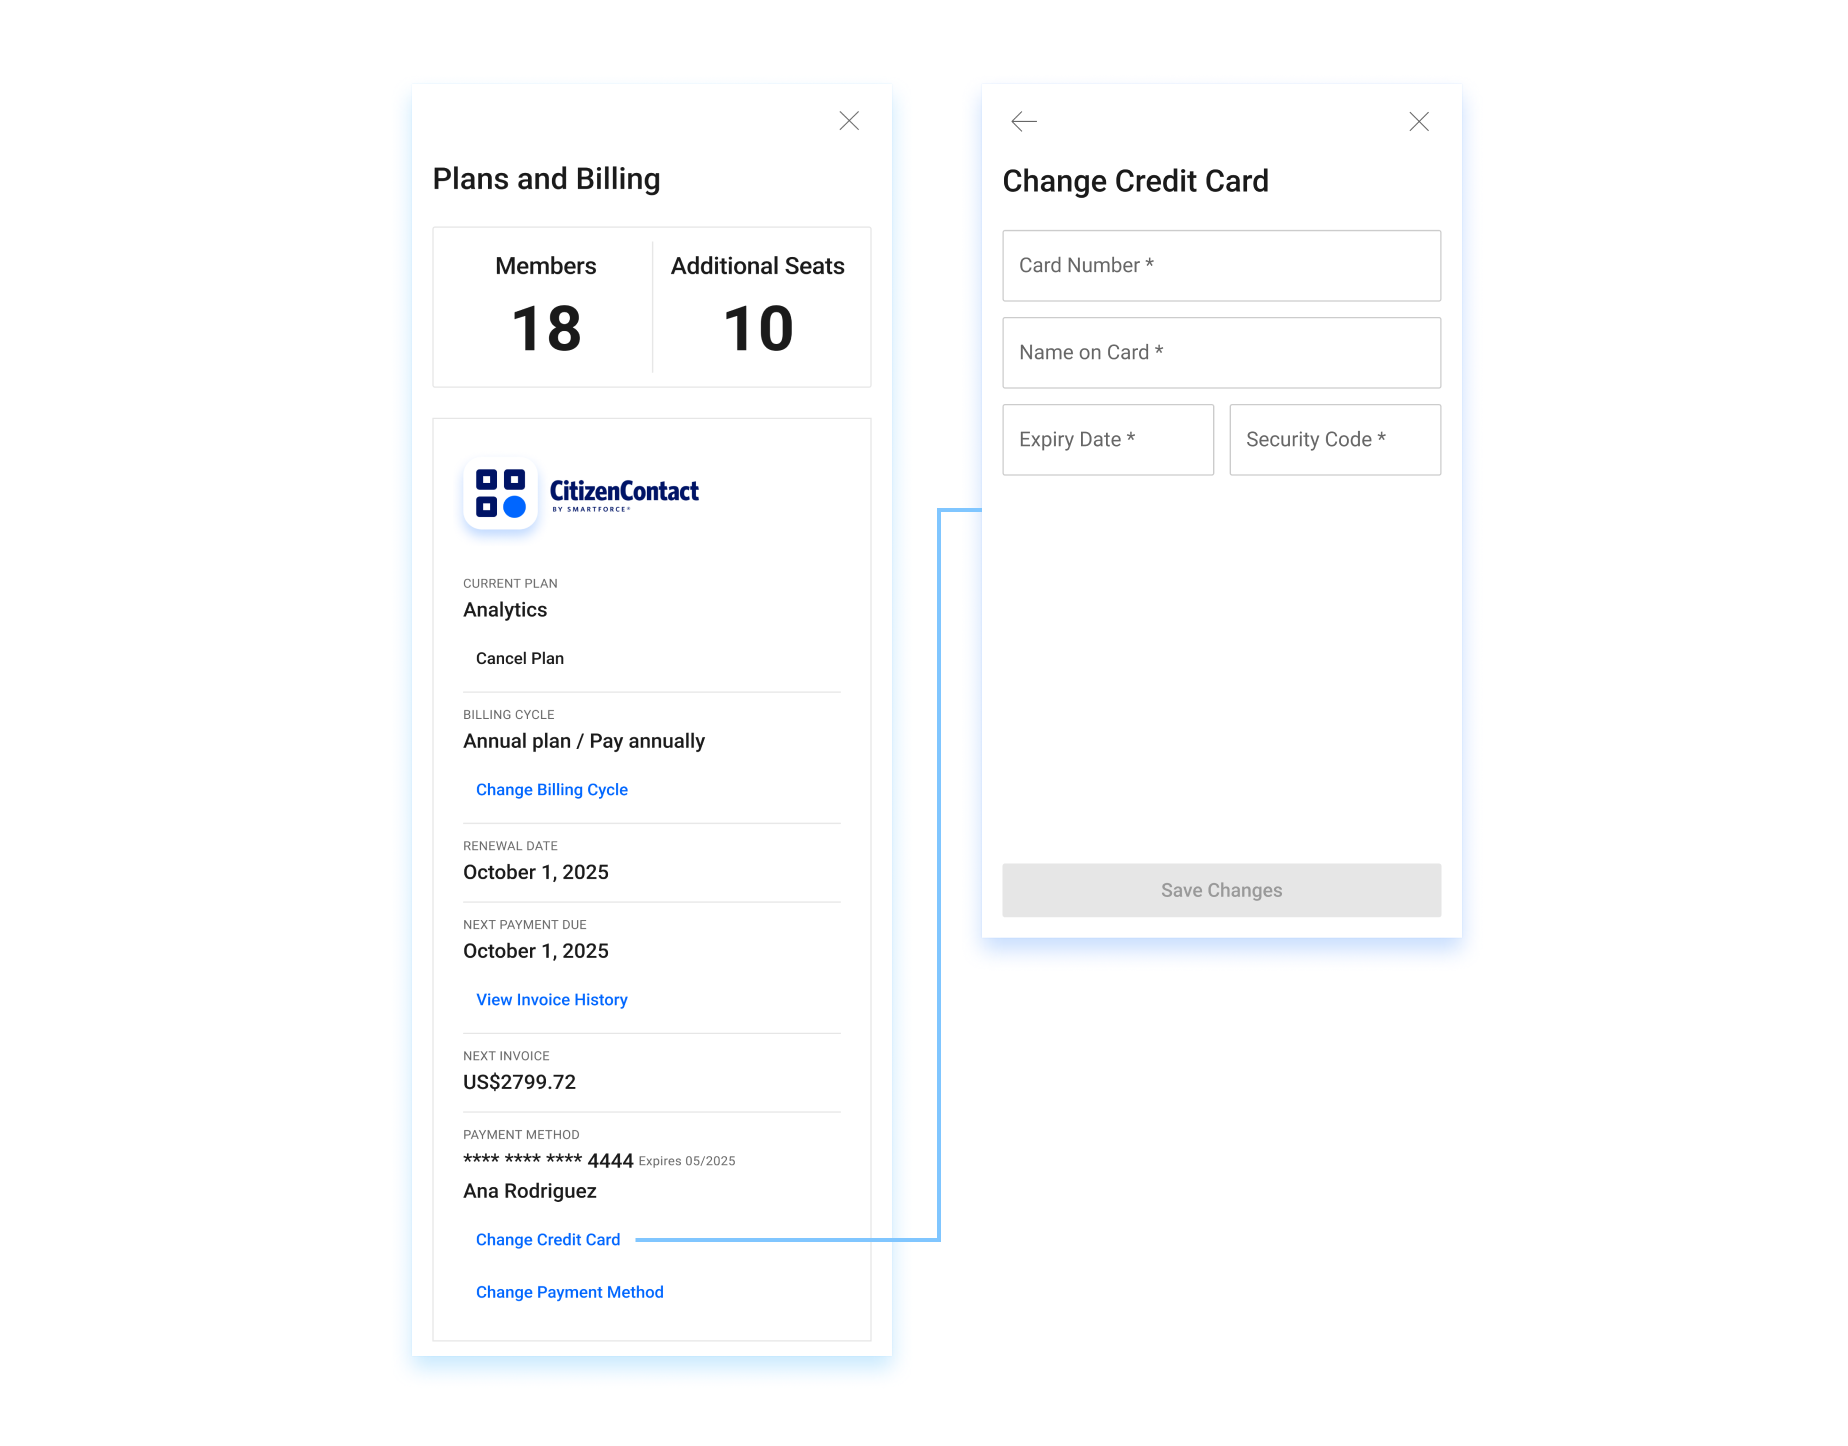 Plans and Billing
Members
18
Additional Seats
10
CitizenContact
BY SMARTFORCE®
CURRENT PLAN
Analytics
Cancel Plan
BILLING CYCLE
Annual plan / Pay annually
Change Billing Cycle
RENEWAL DATE
October 1, 2025
NEXT PAYMENT DUE
October 1, 2025
View Invoice History
NEXT INVOICE
US$2799.72
PAYMENT METHOD
**** **** **** 4444 Expires 05/2025
Ana Rodriguez
Change Credit Card
Change Payment Method
Change Credit Card
Card Number *
Name on Card *
Expiry Date *
Security Code *
Save Changes